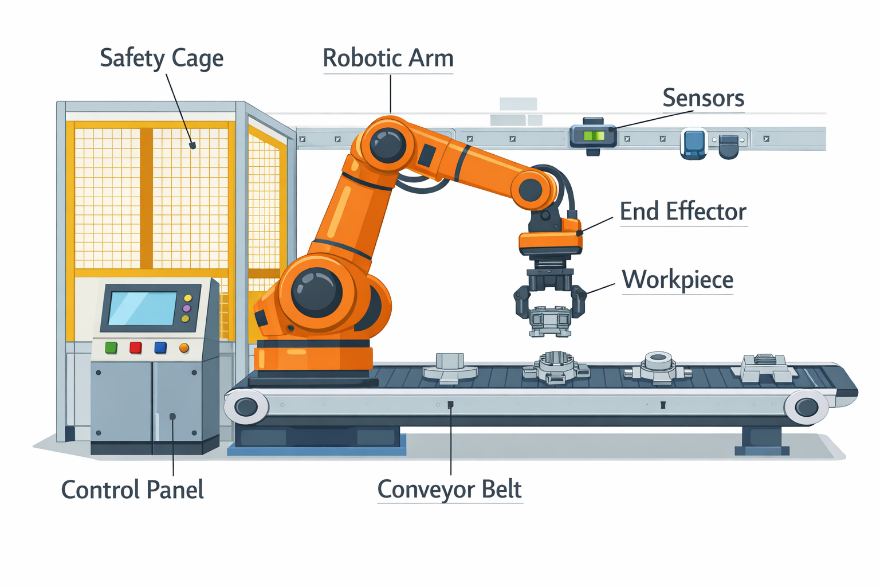 Safety Cage
Robotic Arm
Sensors
End Effector
Workpiece
Control Panel
Conveyor Belt